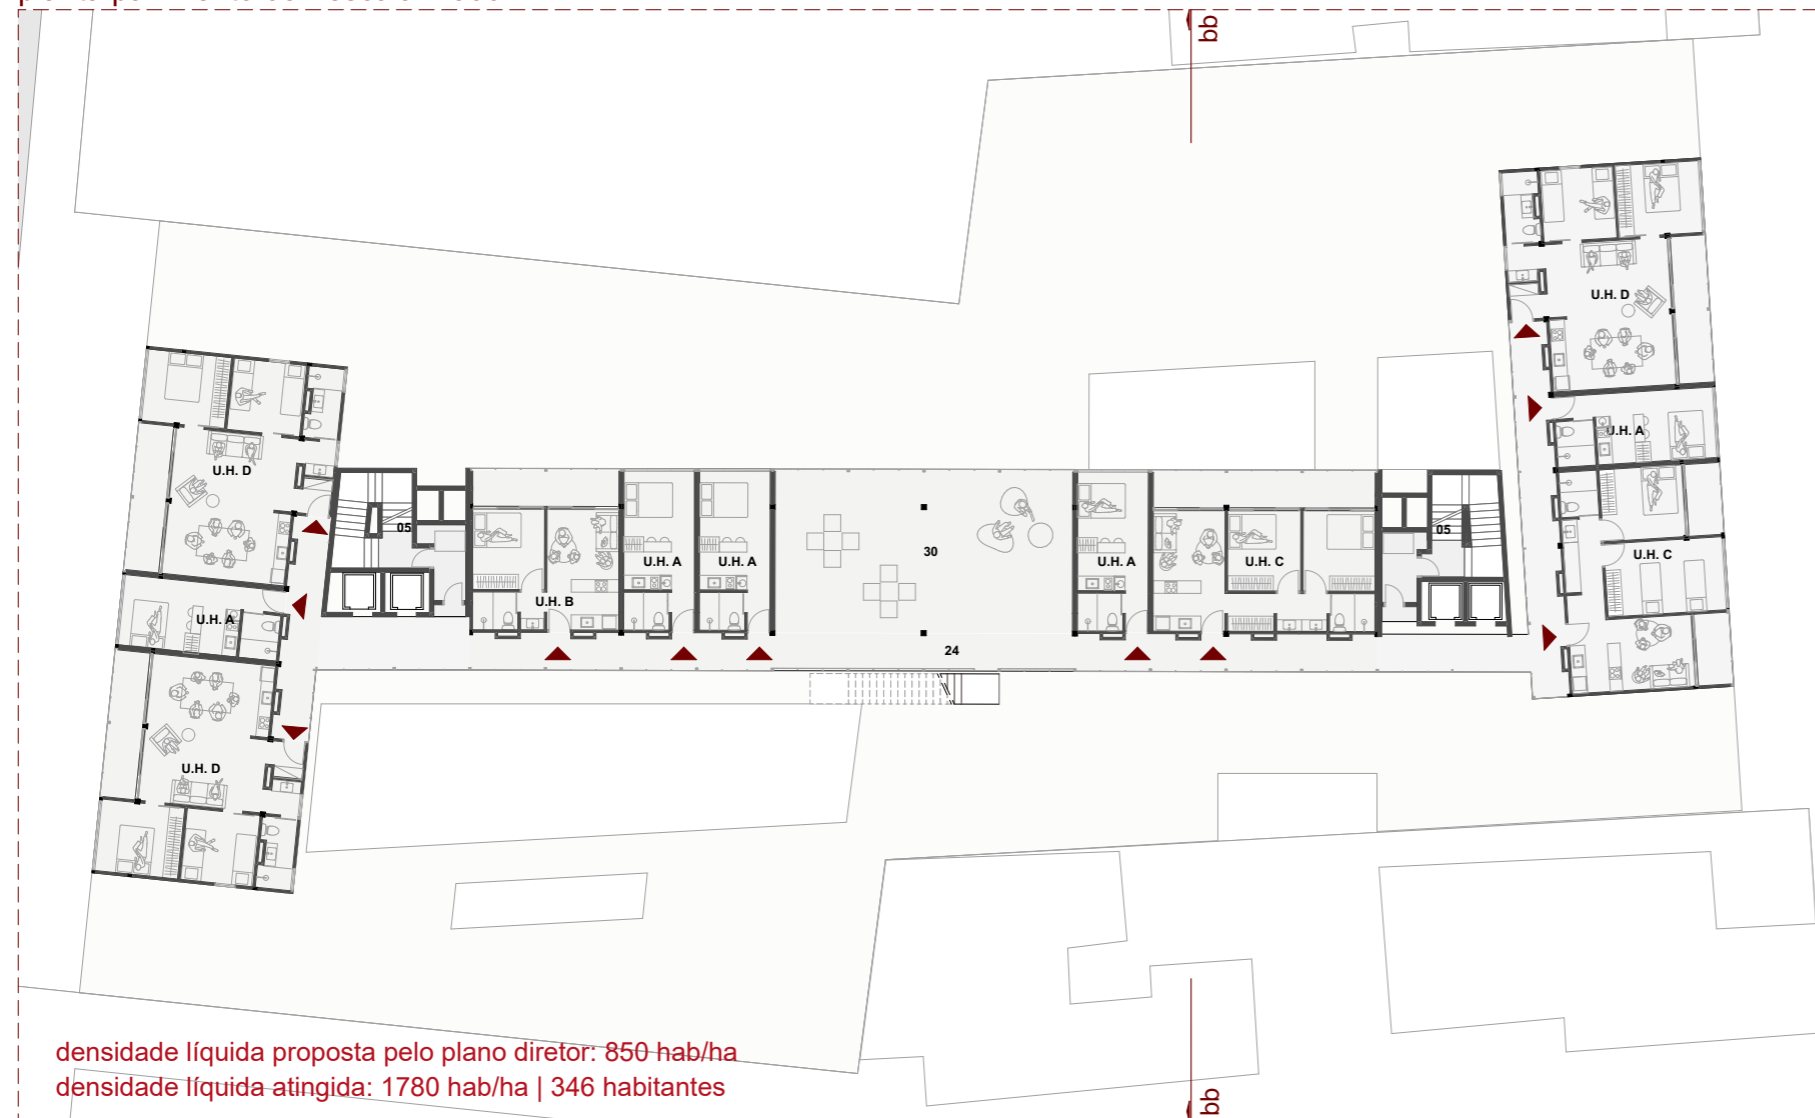 bb
U.H. D
U.H. D
U.H. A
U.H. D
05
30
05
U.H. A
U.H. A
U.H. A
U.H. C
U.H. C
U.H. B
U.H. A
24
U.H. D
densidade líquida proposta pelo plano diretor: 850 hab/ha
densidade líquida atingida: 1780 hab/ha | 346 habitantes
bb